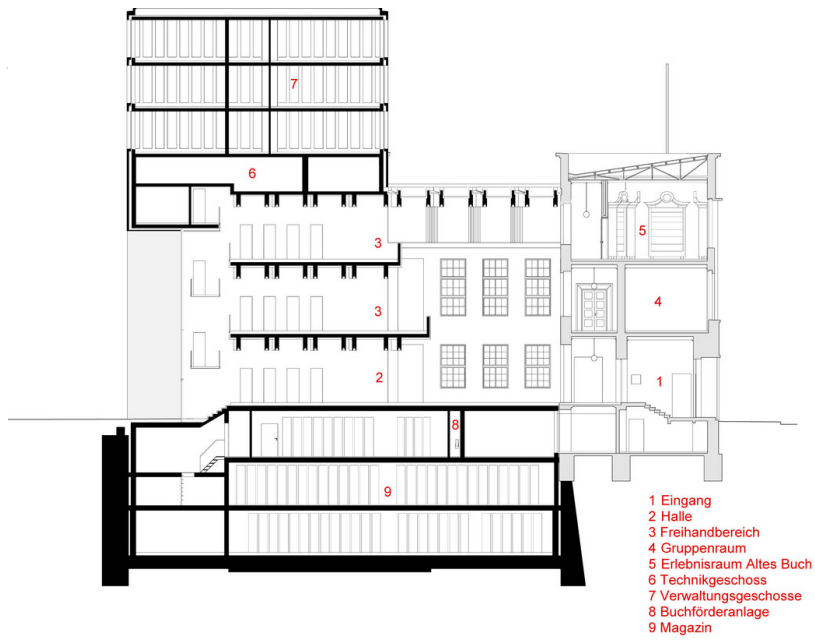 7
6
5
3
4
3
2
1
8
9
1 Eingang
2 Halle
3 Freihandbereich
4 Gruppenraum
5 Erlebnisraum Altes Buch
6 Technikgeschoss
7 Verwaltungsgeschosse
8 Buchförderanlage
9 Magazin